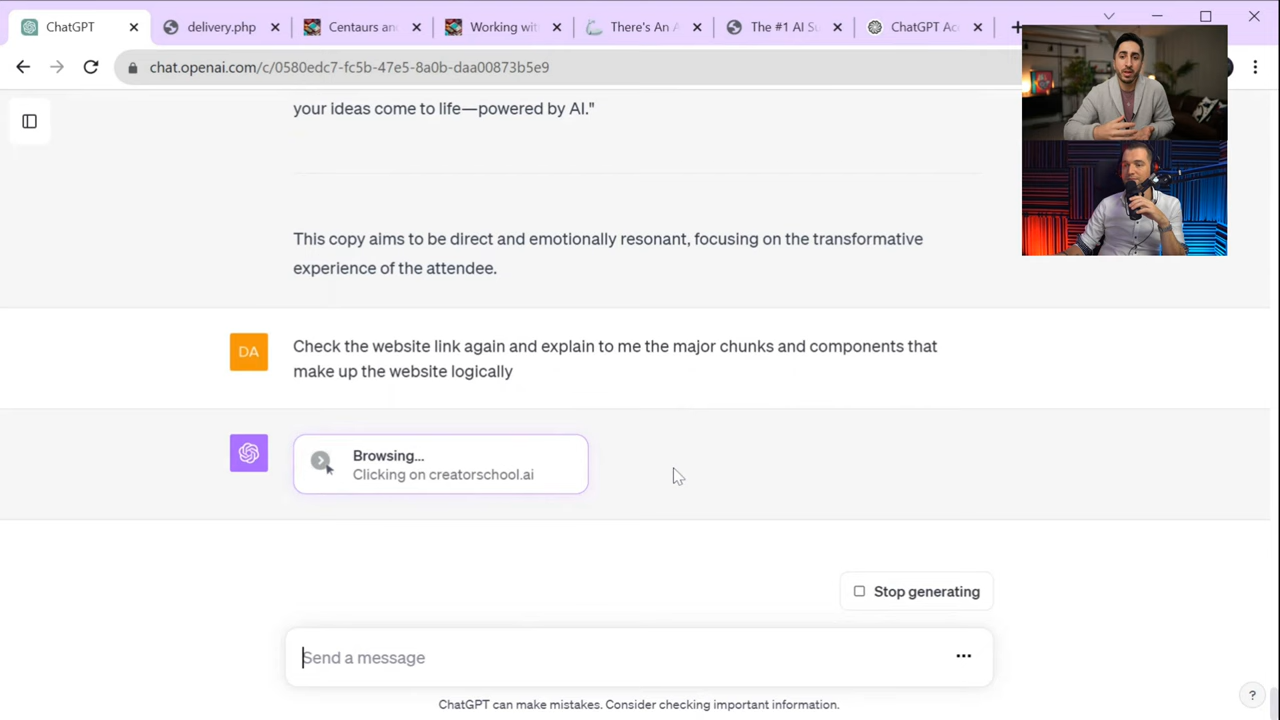 ChatGPT
delivery.php
Centaurs an
Working wit
There's An A
The #1 AI Su
ChatGPT Acc
chat.openai.com/c/0580edc7-fc5b-47e5-8a0b-daa00873b5e9
your ideas come to life—powered by AI."
This copy aims to be direct and emotionally resonant, focusing on the transformative
experience of the attendee.
DA
Check the website link again and explain to me the major chunks and components that
make up the website logically
Browsing...
Clicking on creatorschool.ai
Stop generating
Send a message
ChatGPT can make mistakes. Consider checking important information.
?